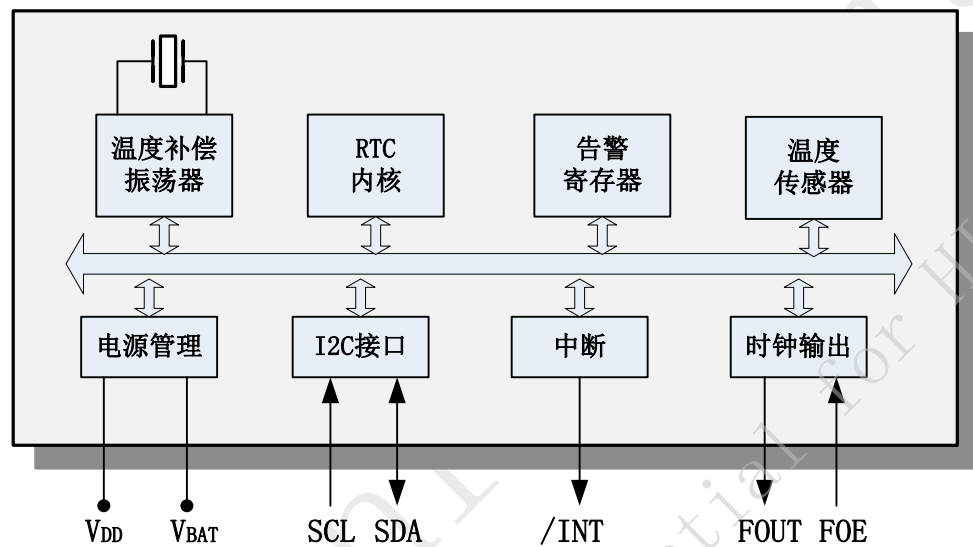 温度补偿
振荡器
RTC
内核
告警
寄存器
温度
传感器
电源管理
I2C接口
中断
时钟输出
VDD
VBAT
SCL
SDA
/INT
FOUT
FOE
for